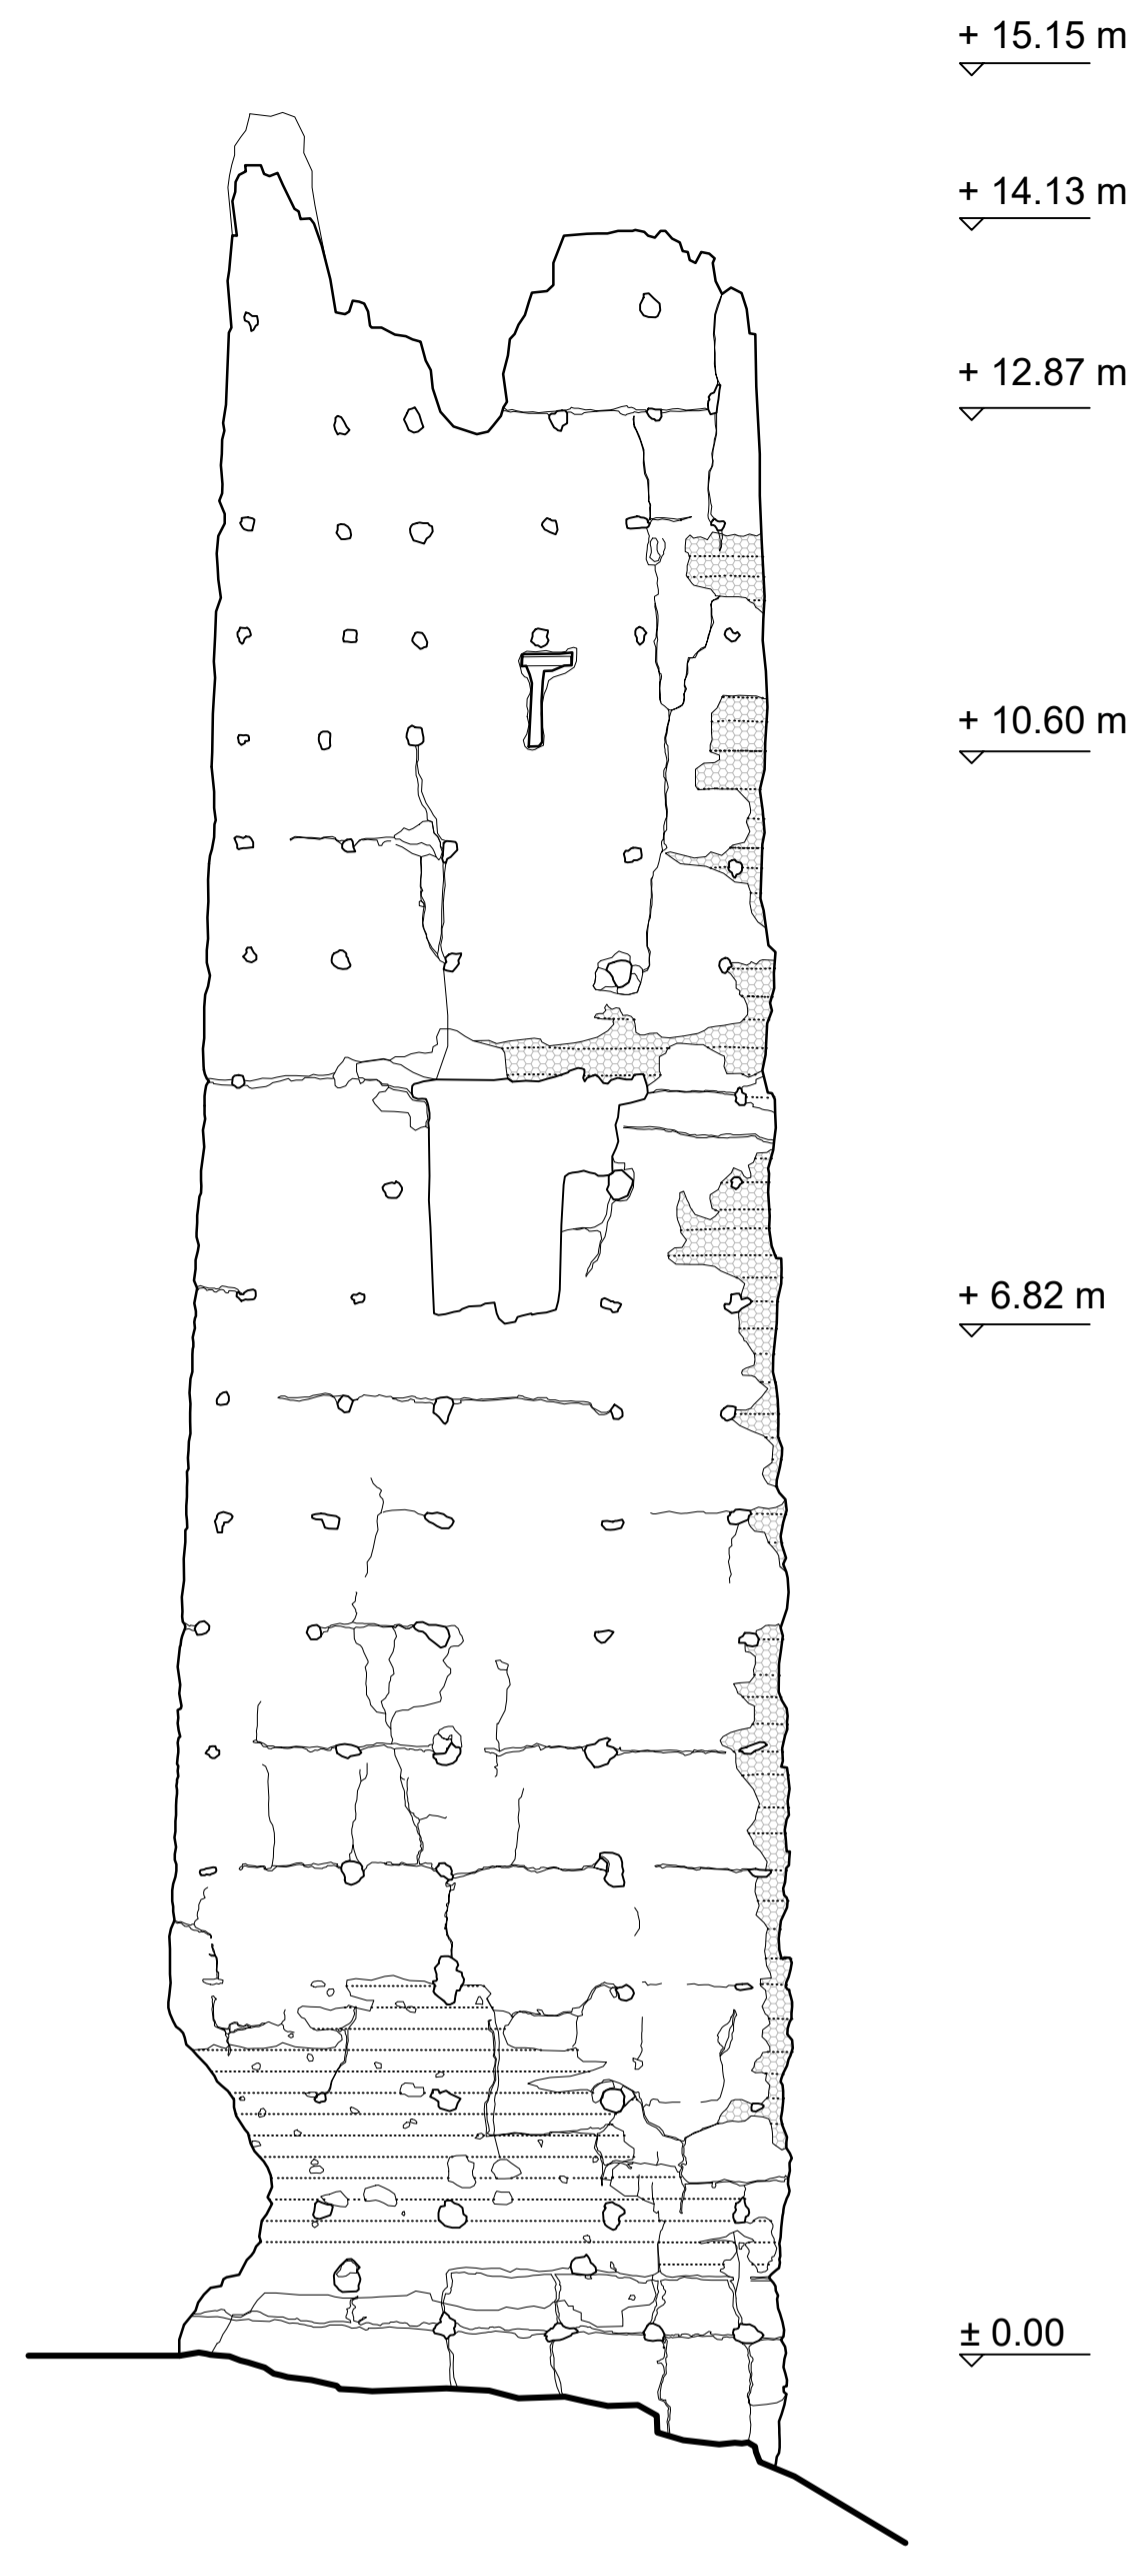 + 15.15 m
+ 14.13 m
+ 12.87 m
+ 10.60 m
+ 6.82 m
± 0.00